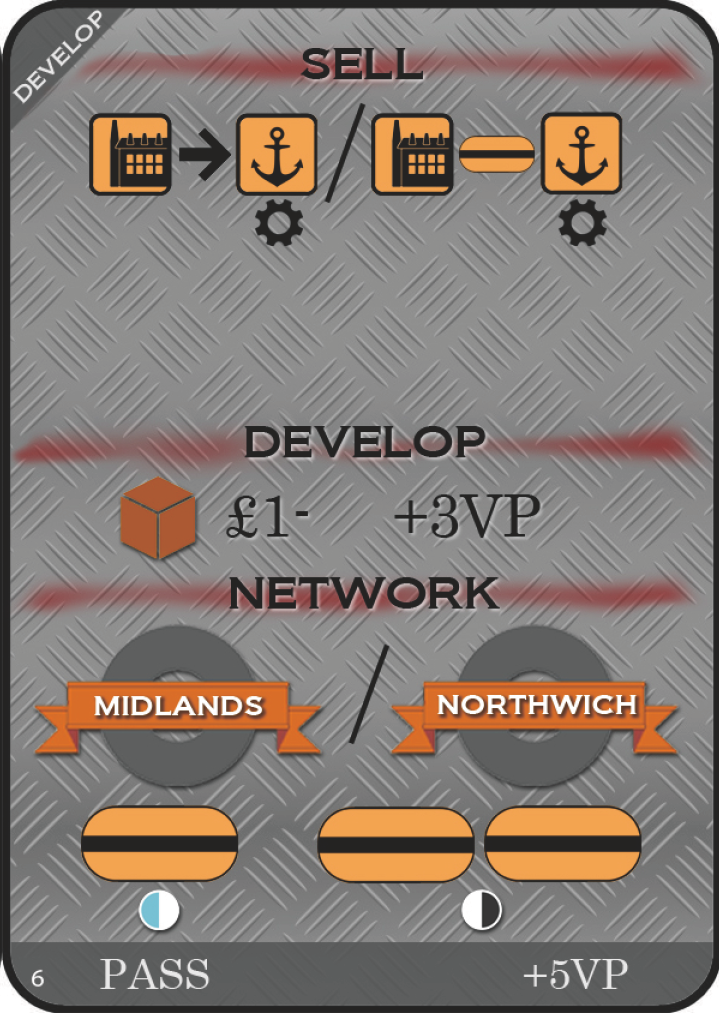 DEVELOP
SELL
DEVELOP
£1- +3VP
NETWORK
MIDLANDS / NORTHWICH
6 PASS +5VP